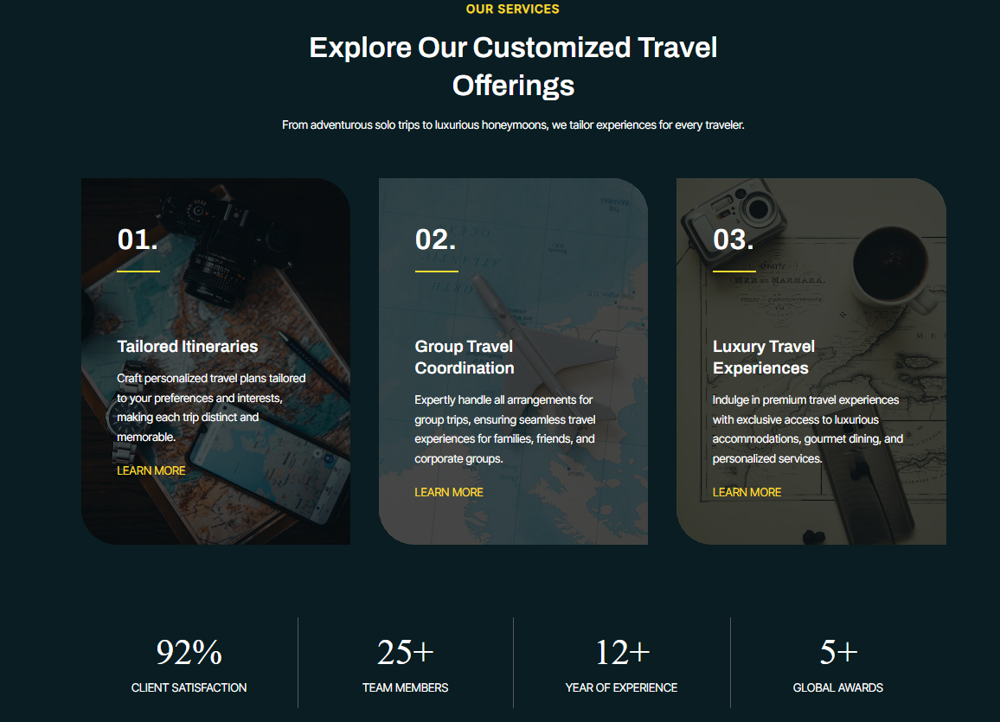 OUR SERVICES
Explore Our Customized Travel
Offerings
From adventurous solo trips to luxurious honeymoons, we tailor experiences for every traveler.
01.
Tailored Itineraries
Craft personalized travel plans tailored
to your preferences and interests,
making each trip distinct and
memorable.
LEARN MORE
02.
Group Travel
Coordination
Expertly handle all arrangements for
group trips, ensuring seamless travel
experiences for families, friends, and
corporate groups.
LEARN MORE
03.
Luxury Travel
Experiences
Indulge in premium travel experiences
with exclusive access to luxurious
accommodations, gourmet dining, and
personalized services.
LEARN MORE
92%
CLIENT SATISFACTION
25+
TEAM MEMBERS
12+
YEAR OF EXPERIENCE
5+
GLOBAL AWARDS